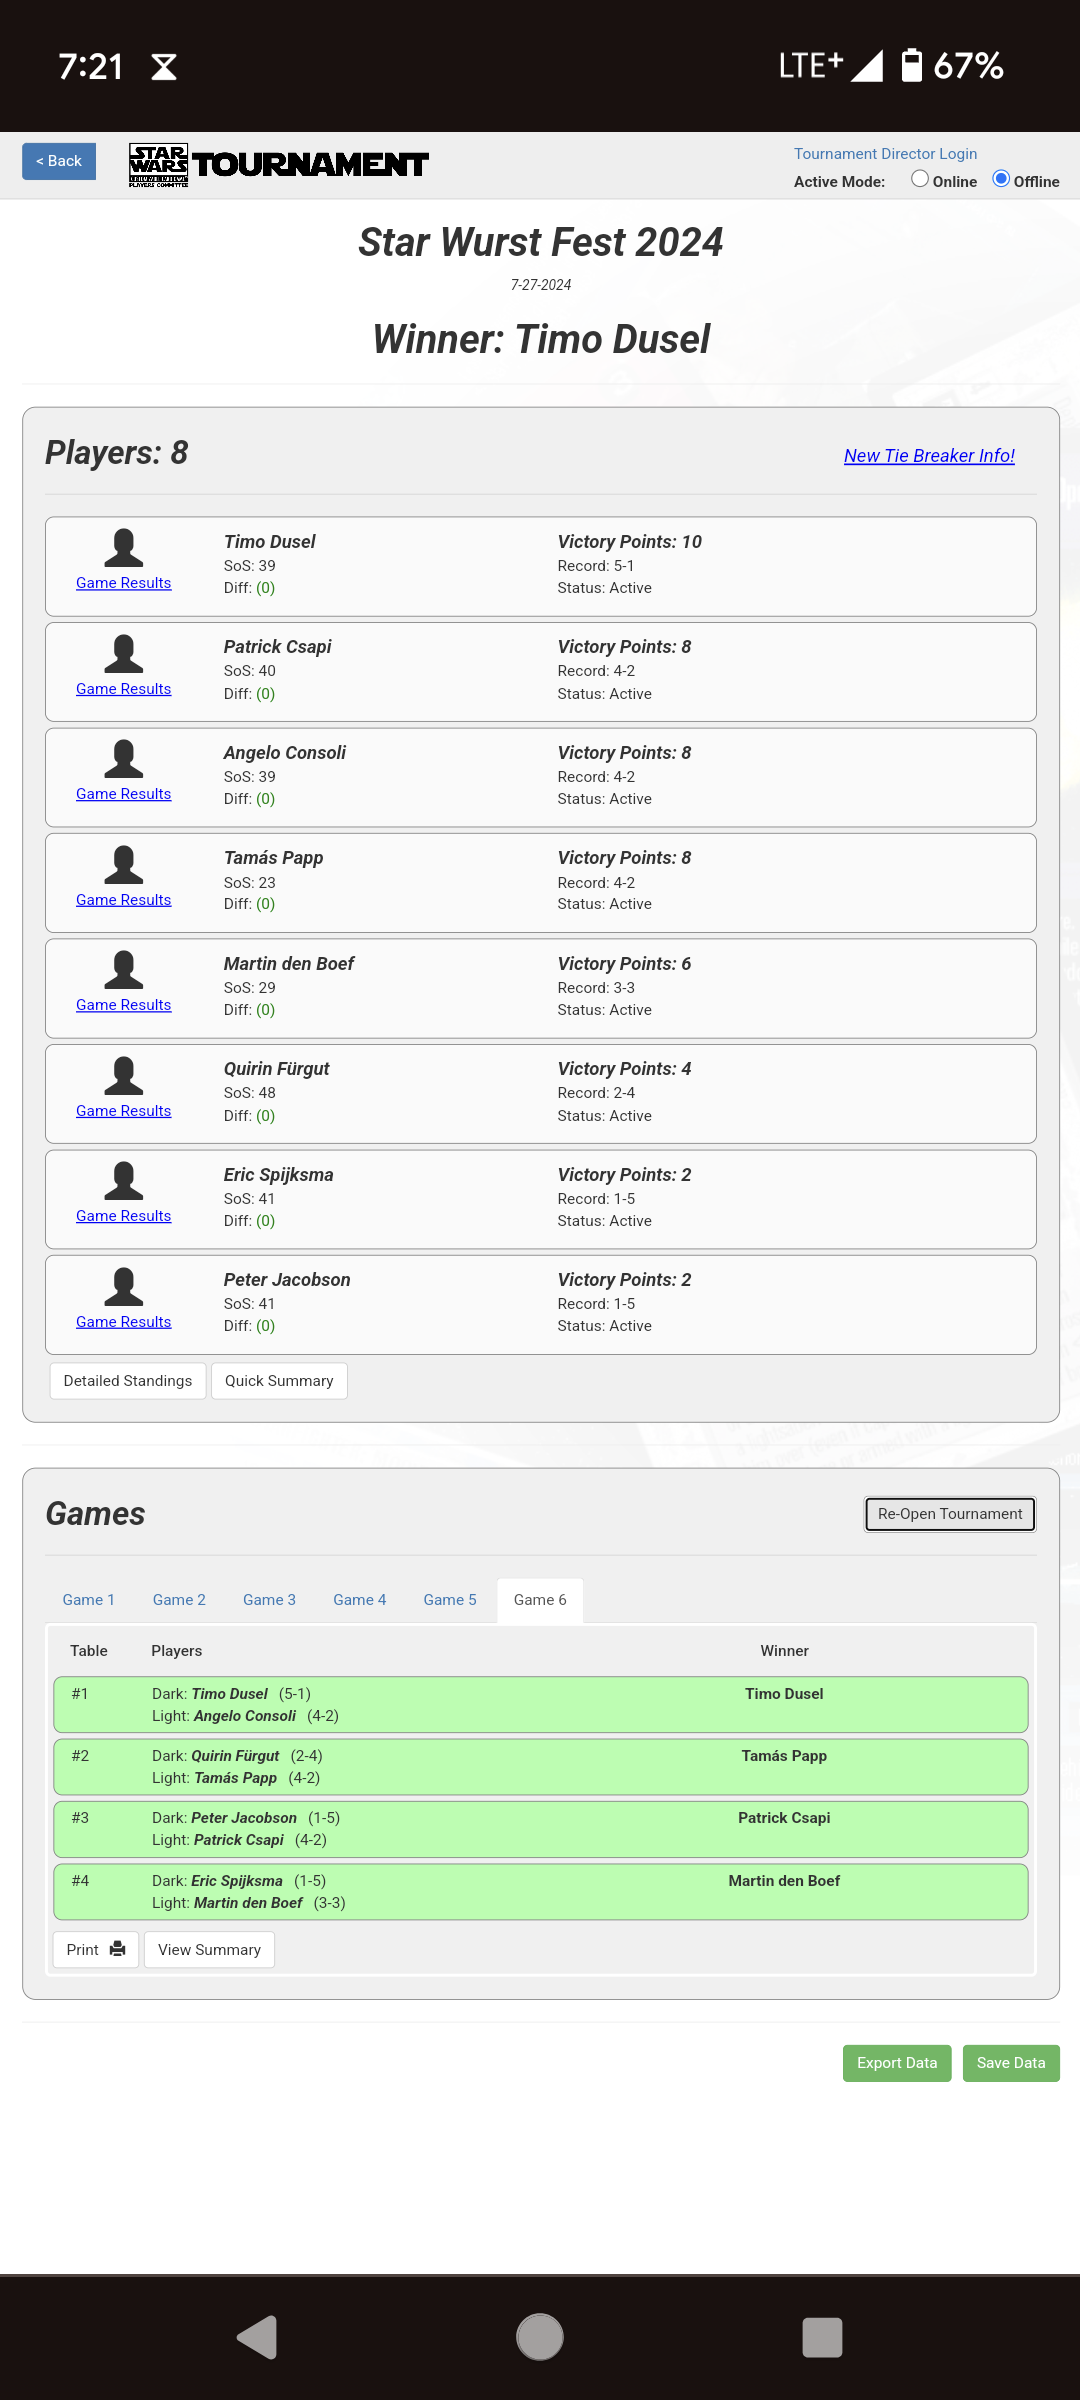 7:21 LTE+ 67%
< Back STAR WARS PLAYERS COMMITTEE TOURNAMENT Tournament Director Login
Active Mode: Online Offline
Star Wurst Fest 2024
7-27-2024
Winner: Timo Dusel
Players: 8 New Tie Breaker Info!
Timo Dusel Victory Points: 10
SoS: 39 Record: 5-1
Game Results Diff: (0) Status: Active
Patrick Csapi Victory Points: 8
SoS: 40 Record: 4-2
Game Results Diff: (0) Status: Active
Angelo Consoli Victory Points: 8
SoS: 39 Record: 4-2
Game Results Diff: (0) Status: Active
Tamás Papp Victory Points: 8
SoS: 23 Record: 4-2
Game Results Diff: (0) Status: Active
Martin den Boef Victory Points: 6
SoS: 29 Record: 3-3
Game Results Diff: (0) Status: Active
Quirin Fürgut Victory Points: 4
SoS: 48 Record: 2-4
Game Results Diff: (0) Status: Active
Eric Spijksma Victory Points: 2
SoS: 41 Record: 1-5
Game Results Diff: (0) Status: Active
Peter Jacobson Victory Points: 2
SoS: 41 Record: 1-5
Game Results Diff: (0) Status: Active
Detailed Standings Quick Summary
Games Re-Open Tournament
Game 1 Game 2 Game 3 Game 4 Game 5 Game 6
Table Players Winner
#1 Dark: Timo Dusel (5-1) Timo Dusel
Light: Angelo Consoli (4-2)
#2 Dark: Quirin Fürgut (2-4) Tamás Papp
Light: Tamás Papp (4-2)
#3 Dark: Peter Jacobson (1-5) Patrick Csapi
Light: Patrick Csapi (4-2)
#4 Dark: Eric Spijksma (1-5) Martin den Boef
Light: Martin den Boef (3-3)
Print View Summary
Export Data Save Data